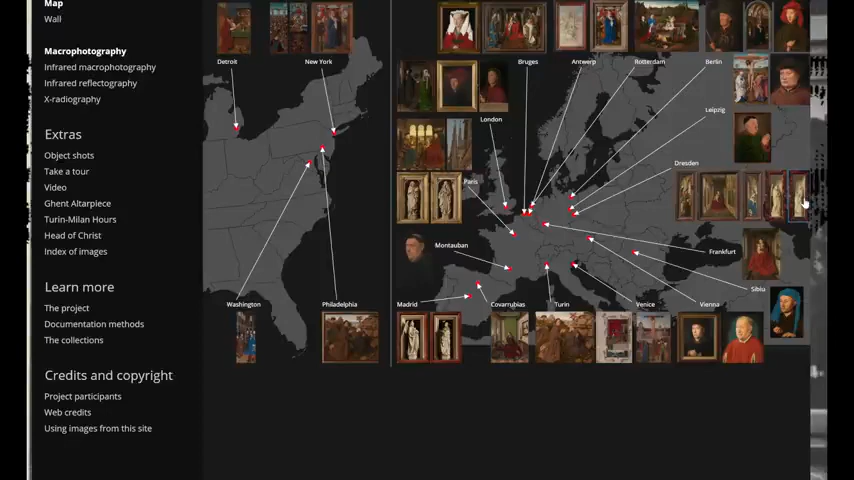 Map
Wall
Macrophotography
Infrared macrophotography
Infrared reflectography
X-radiography
Extras
Object shots
Take a tour
Video
Ghent Altarpiece
Turin-Milan Hours
Head of Christ
Index of images
Learn more
The project
Documentation methods
The collections
Credits and copyright
Project participants
Web credits
Using images from this site
Detroit
New York
Washington
Philadelphia
Bruges
Antwerp
Rotterdam
Berlin
London
Leipzig
Dresden
Paris
Montauban
Frankfurt
Sibiu
Madrid
Covarrubias
Turin
Venice
Vienna